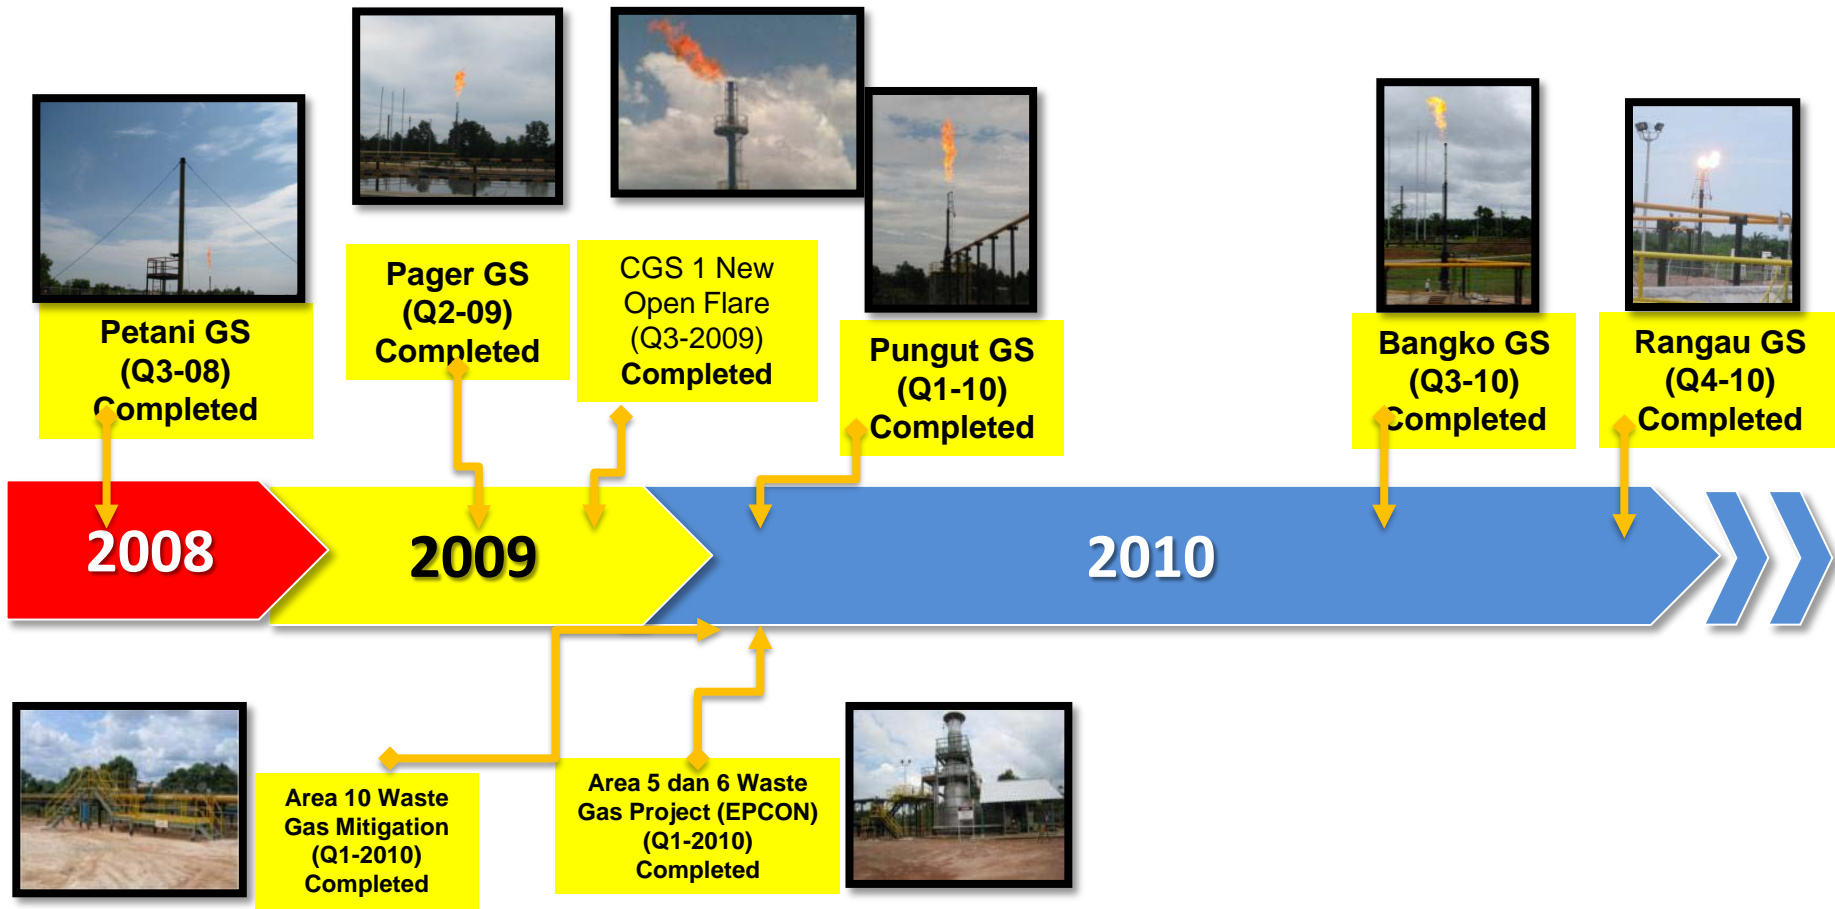 Petani GS
(Q3-08)
Completed
Pager GS
(Q2-09)
Completed
CGS 1 New
Open Flare
(Q3-2009)
Completed
Pungut GS
(Q1-10)
Completed
Bangko GS
(Q3-10)
Completed
Rangau GS
(Q4-10)
Completed
2008
2009
2010
Area 10 Waste
Gas Mitigation
(Q1-2010)
Completed
Area 5 dan 6 Waste
Gas Project (EPCON)
(Q1-2010)
Completed